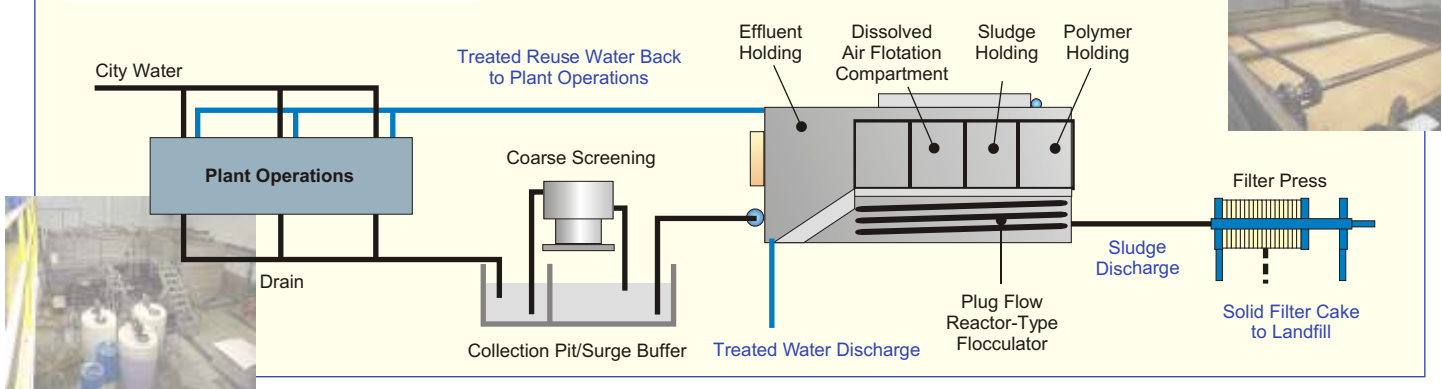 City Water
Treated Reuse Water Back
to Plant Operations
Effluent
Holding
Dissolved
Air Flotation
Compartment
Sludge
Holding
Polymer
Holding
Plant Operations
Coarse Screening
Filter Press
Drain
Sludge
Discharge
Collection Pit/Surge Buffer
Treated Water Discharge
Plug Flow
Reactor-Type
Flocculator
Solid Filter Cake
to Landfill